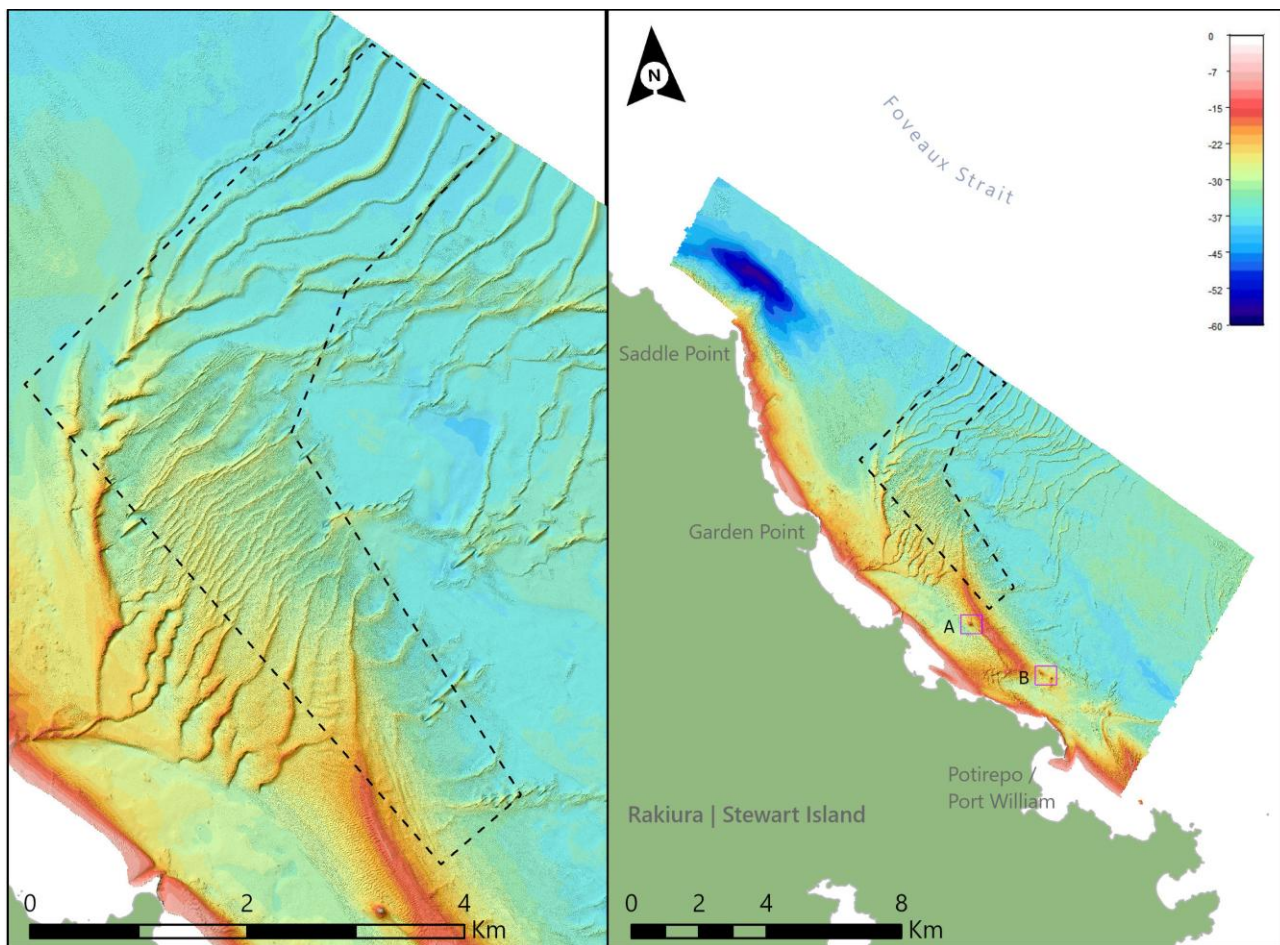 0
2
4
Km
N
Foveaux Strait
0
-7
-15
-22
-30
-37
-45
-52
-60
Saddle Point
Garden Point
A
B
Potirepo /
Port William
Rakiura | Stewart Island
0
2
4
8
Km